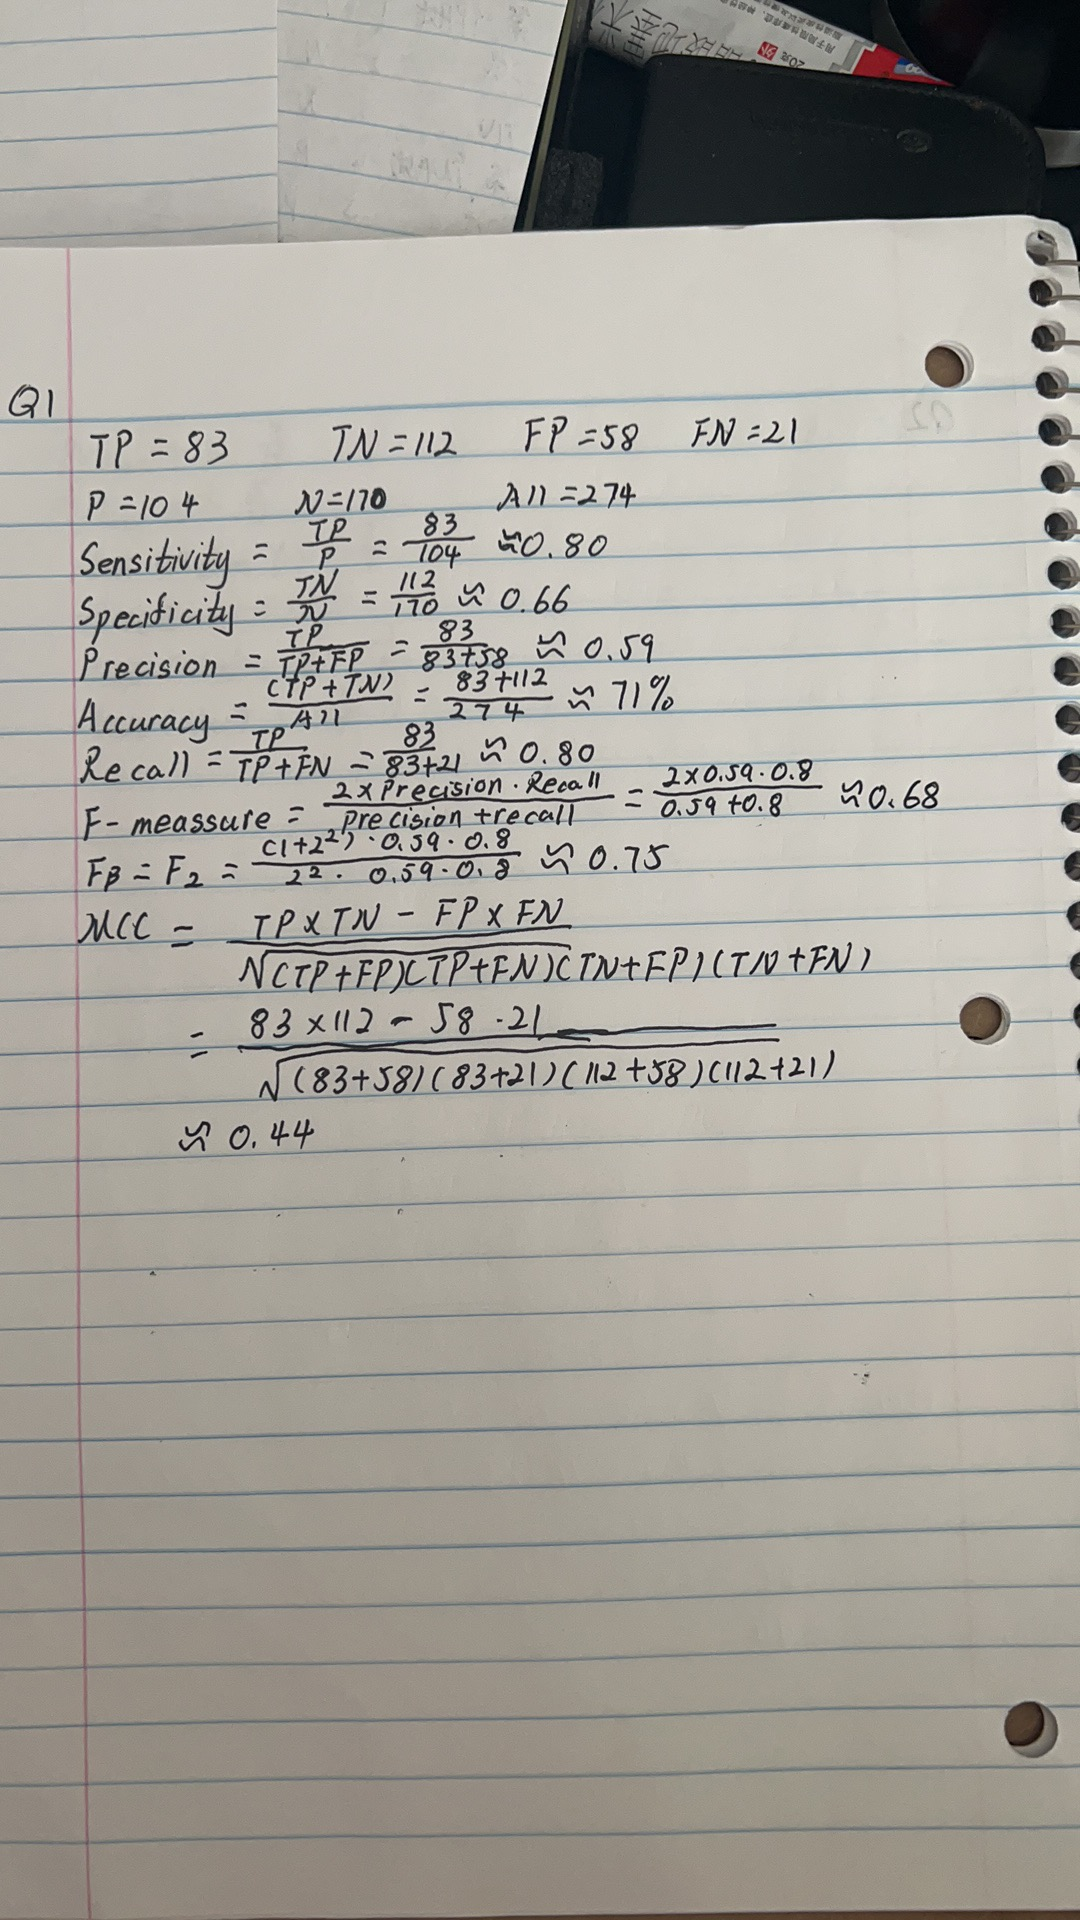 20克
Q1
TP = 83 TN = 112 FP = 58 FN = 21
P = 104 N = 170 All = 274
Sensitivity = TP/P = 83/104 ≈ 0.80
Specificity = TN/N = 112/170 ≈ 0.66
Precision = TP/TP+FP = 83/83+58 ≈ 0.59
Accuracy = (TP+TN)/All = 83+112/274 ≈ 71%
Recall = TP/TP+FN = 83/83+21 ≈ 0.80
F-meassure = 2×Precision·Recall/precision+recall = 2×0.59·0.8/0.59+0.8 ≈ 0.68
Fβ = F2 = (1+2²)·0.59·0.8/2²·0.59·0.8 ≈ 0.75
MCC = TP×TN − FP×FN/√(TP+FP)(TP+FN)(TN+FP)(TN+FN)
= 83×112 − 58·21/√(83+58)(83+21)(112+58)(112+21)
≈ 0.44